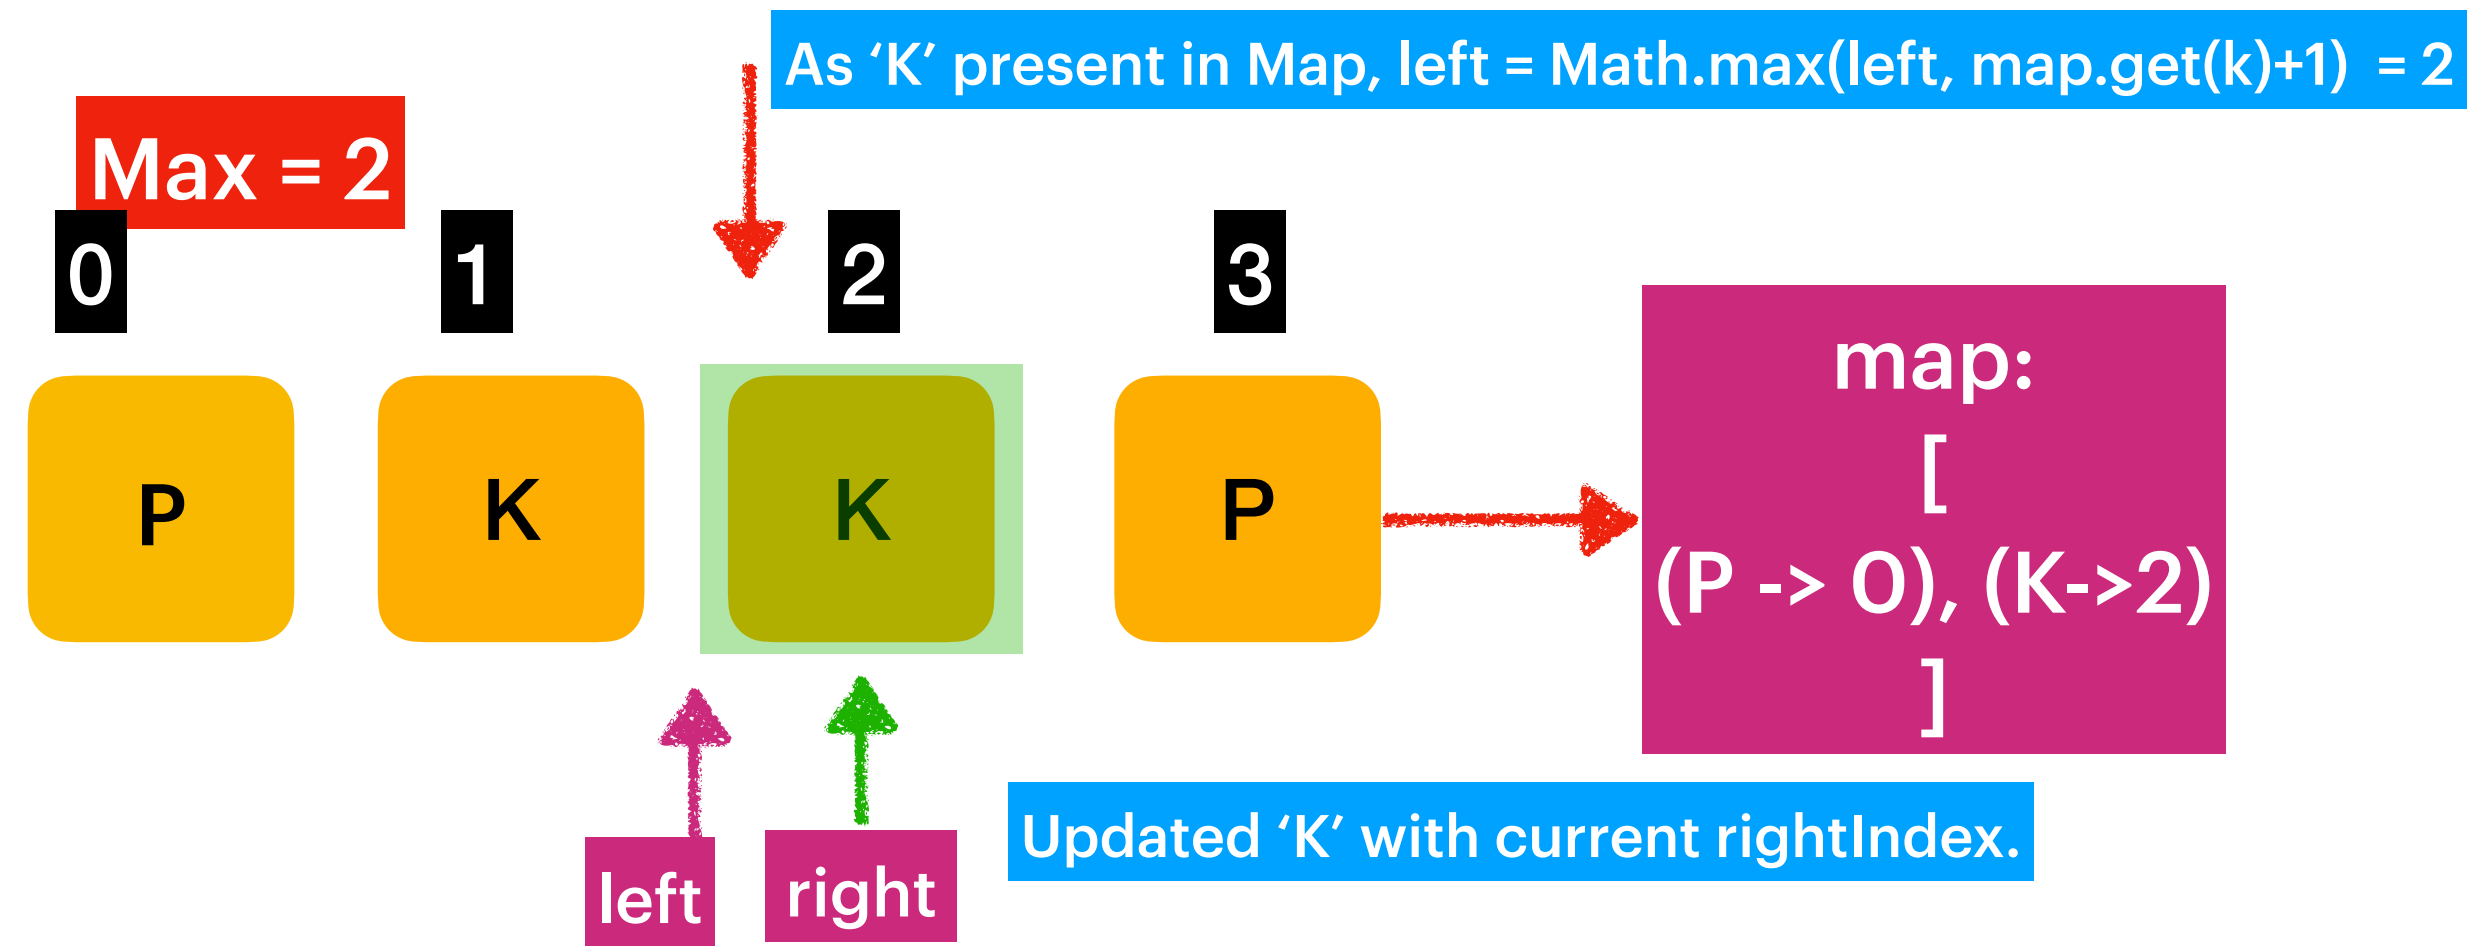 As ‘K’ present in Map, left = Math.max(left, map.get(k)+1)  = 2
Max = 2
0
1
2
3
P
K
K
P
map:
[
(P -> 0), (K->2)
]
left
right
Updated ‘K’ with current rightIndex.